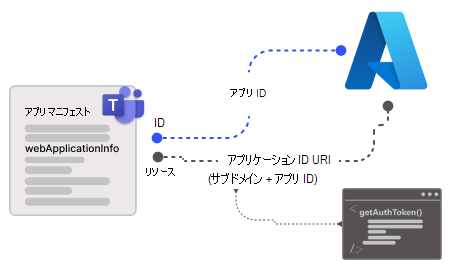 アプリ マニフェスト
T
webApplicationInfo
ID
リソース
アプリ ID
アプリケーション ID URI
(サブドメイン + アプリ ID)
<
getAuthToken()
/>